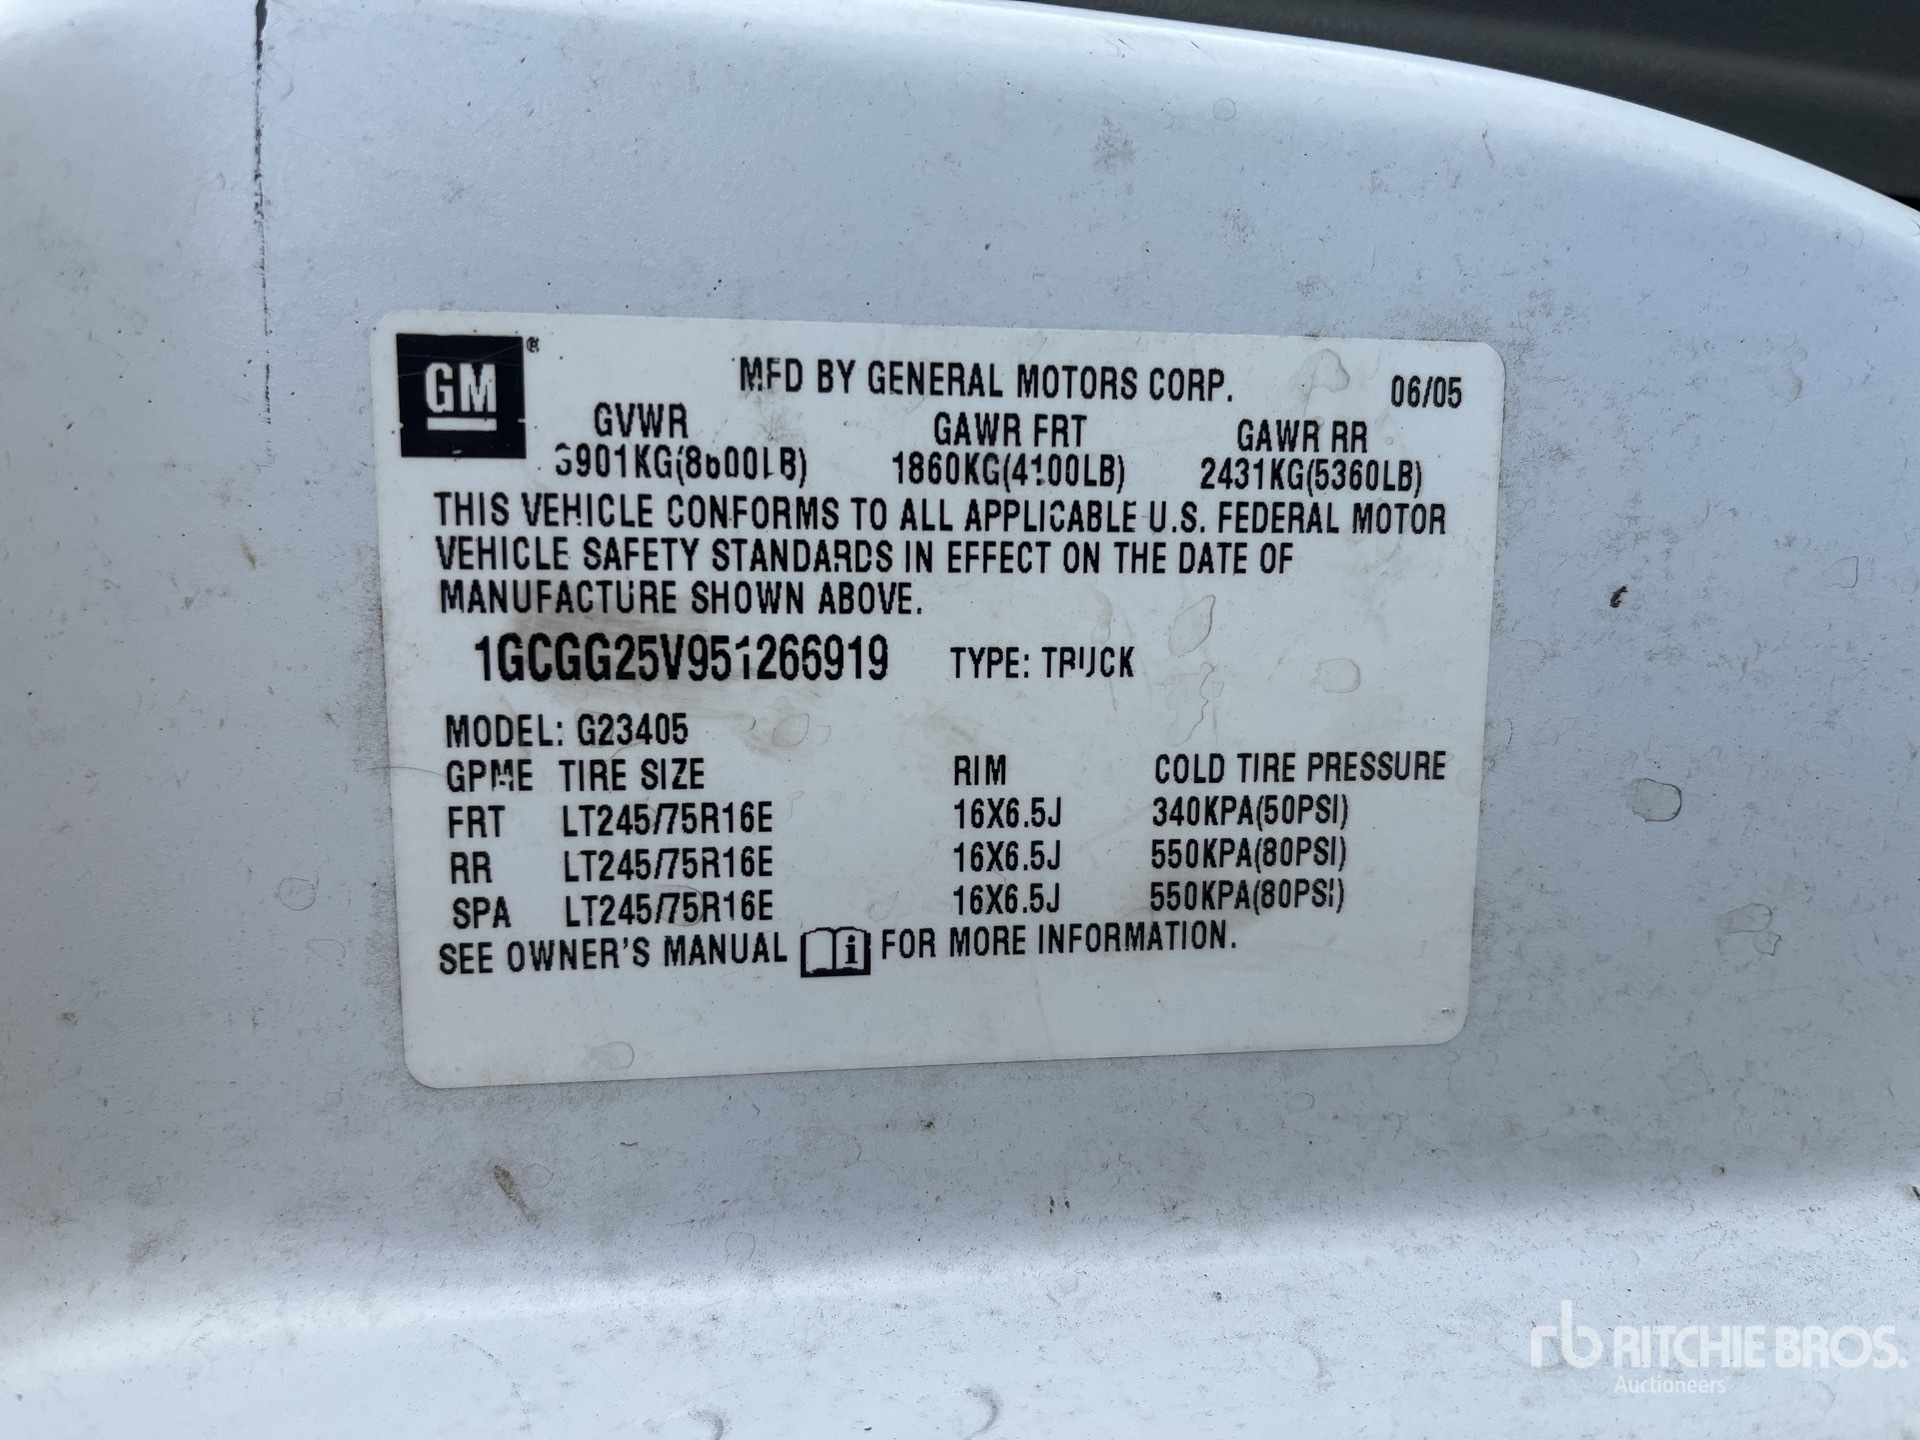 GM®
MFD BY GENERAL MOTORS CORP. 06/05
GVWR GAWR FRT GAWR RR
3901KG(8600LB) 1860KG(4100LB) 2431KG(5360LB)
THIS VEHICLE CONFORMS TO ALL APPLICABLE U.S. FEDERAL MOTOR
VEHICLE SAFETY STANDARDS IN EFFECT ON THE DATE OF
MANUFACTURE SHOWN ABOVE.
1GCGG25V951266919 TYPE: TRUCK
MODEL: G23405
GPME TIRE SIZE RIM COLD TIRE PRESSURE
FRT LT245/75R16E 16X6.5J 340KPA(50PSI)
RR LT245/75R16E 16X6.5J 550KPA(80PSI)
SPA LT245/75R16E 16X6.5J 550KPA(80PSI)
SEE OWNER'S MANUAL i FOR MORE INFORMATION.
rb RITCHIE BROS.
Auctioneers